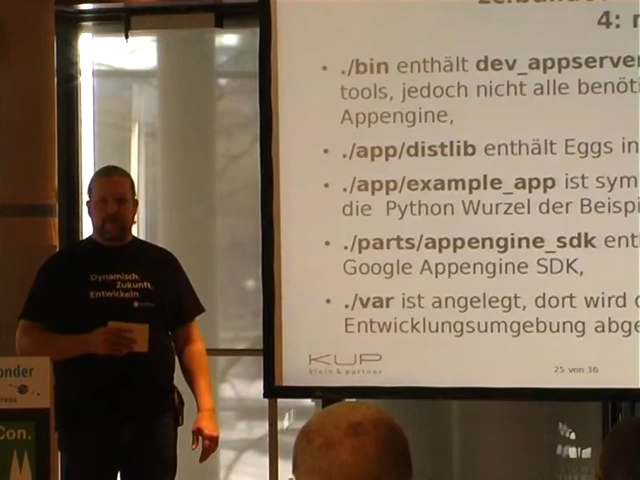 4:
• ./bin enthält dev_appserver
tools, jedoch nicht alle benöti
Appengine,
• ./app/distlib enthält Eggs in
• ./app/example_app ist sym
die Python Wurzel der Beispi
• ./parts/appengine_sdk ent
Google Appengine SDK,
• ./var ist angelegt, dort wird
Entwicklungsumgebung abge
KUP
klein & partner
25 von 36
Dynamisch.
Zukunft.
Entwickeln.
onder
Con.